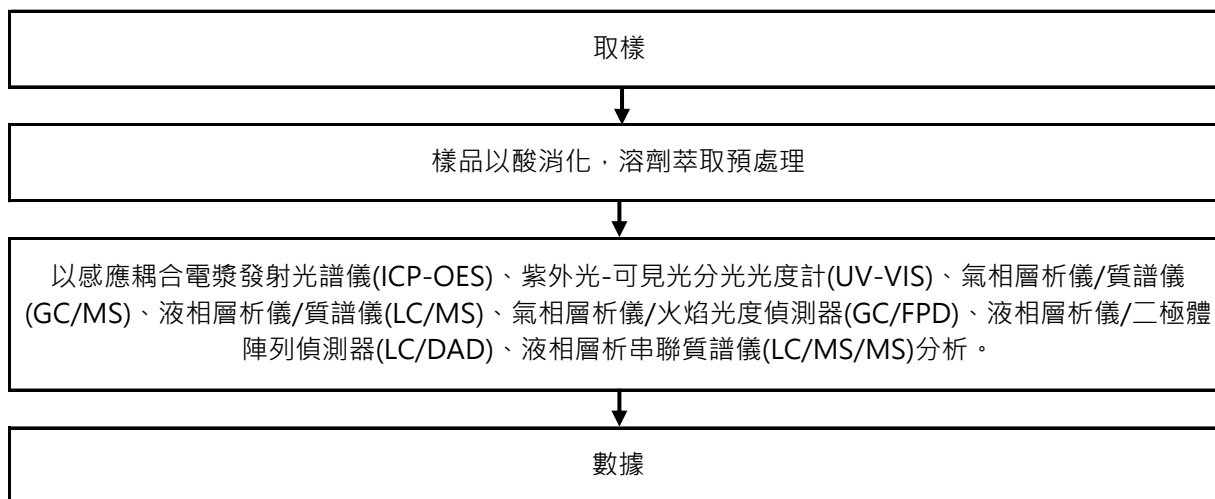 取樣
樣品以酸消化，溶劑萃取預處理
以感應耦合電漿發射光譜儀(ICP-OES)、紫外光-可見光分光光度計(UV-VIS)、氣相層析儀/質譜儀
(GC/MS)、液相層析儀/質譜儀(LC/MS)、氣相層析儀/火焰光度偵測器(GC/FPD)、液相層析儀/二極體
陣列偵測器(LC/DAD)、液相層析串聯質譜儀(LC/MS/MS)分析。
數據